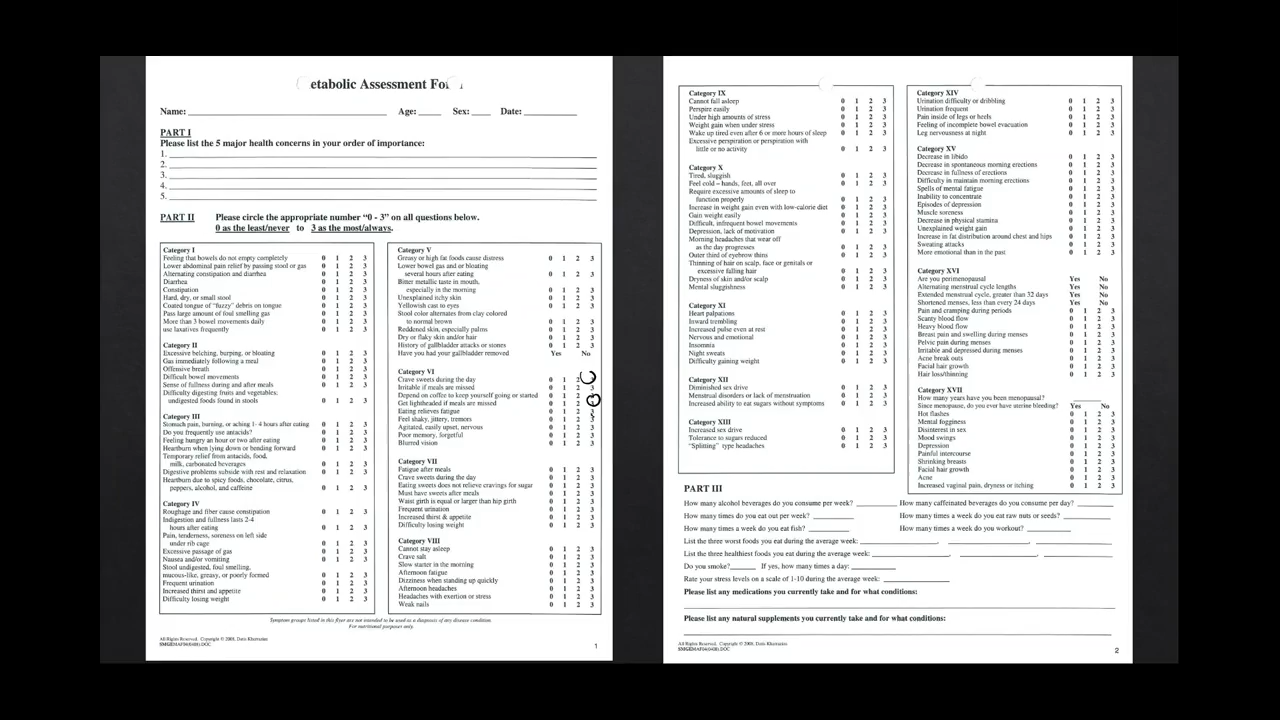 etabolic Assessment For
Name: Age: Sex: Date:
PART I
Please list the 5 major health concerns in your order of importance:
1.
2.
3.
4.
5.
PART II Please circle the appropriate number "0 - 3" on all questions below.
0 as the least/never to 3 as the most/always.
Category I
Feeling that bowels do not empty completely 0 1 2 3
Lower abdominal pain relief by passing stool or gas 0 1 2 3
Alternating constipation and diarrhea 0 1 2 3
Diarrhea 0 1 2 3
Constipation 0 1 2 3
Hard, dry, or small stool 0 1 2 3
Coated tongue of "fuzzy" debris on tongue 0 1 2 3
Pass large amount of foul smelling gas 0 1 2 3
More than 3 bowel movements daily 0 1 2 3
use laxatives frequently 0 1 2 3
Category II
Excessive belching, burping, or bloating 0 1 2 3
Gas immediately following a meal 0 1 2 3
Offensive breath 0 1 2 3
Difficult bowel movements 0 1 2 3
Sense of fullness during and after meals 0 1 2 3
Difficulty digesting fruits and vegetables;
undigested foods found in stools 0 1 2 3
Category III
Stomach pain, burning, or aching 1- 4 hours after eating 0 1 2 3
Do you frequently use antacids? 0 1 2 3
Feeling hungry an hour or two after eating 0 1 2 3
Heartburn when lying down or bending forward 0 1 2 3
Temporary relief from antacids, food,
milk, carbonated beverages 0 1 2 3
Digestive problems subside with rest and relaxation 0 1 2 3
Heartburn due to spicy foods, chocolate, citrus,
peppers, alcohol, and caffeine 0 1 2 3
Category IV
Roughage and fiber cause constipation 0 1 2 3
Indigestion and fullness lasts 2-4
hours after eating 0 1 2 3
Pain, tenderness, soreness on left side
under rib cage 0 1 2 3
Excessive passage of gas 0 1 2 3
Nausea and/or vomiting 0 1 2 3
Stool undigested, foul smelling,
mucous-like, greasy, or poorly formed 0 1 2 3
Frequent urination 0 1 2 3
Increased thirst and appetite 0 1 2 3
Difficulty losing weight 0 1 2 3
Category V
Greasy or high fat foods cause distress 0 1 2 3
Lower bowel gas and or bloating
several hours after eating 0 1 2 3
Bitter metallic taste in mouth,
especially in the morning 0 1 2 3
Unexplained itchy skin 0 1 2 3
Yellowish cast to eyes 0 1 2 3
Stool color alternates from clay colored
to normal brown 0 1 2 3
Reddened skin, especially palms 0 1 2 3
Dry or flaky skin and/or hair 0 1 2 3
History of gallbladder attacks or stones 0 1 2 3
Have you had your gallbladder removed Yes No
Category VI
Crave sweets during the day 0 1 2
Irritable if meals are missed 0 1 2 3
Depend on coffee to keep yourself going or started 0 1 2
Get lightheaded if meals are missed 0 1 2 3
Eating relieves fatigue 0 1 2 3
Feel shaky, jittery, tremors 0 1 2 3
Agitated, easily upset, nervous 0 1 2 3
Poor memory, forgetful 0 1 2 3
Blurred vision 0 1 2 3
Category VII
Fatigue after meals 0 1 2 3
Crave sweets during the day 0 1 2 3
Eating sweets does not relieve cravings for sugar 0 1 2 3
Must have sweets after meals 0 1 2 3
Waist girth is equal or larger than hip girth 0 1 2 3
Frequent urination 0 1 2 3
Increased thirst & appetite 0 1 2 3
Difficulty losing weight 0 1 2 3
Category VIII
Cannot stay asleep 0 1 2 3
Crave salt 0 1 2 3
Slow starter in the morning 0 1 2 3
Afternoon fatigue 0 1 2 3
Dizziness when standing up quickly 0 1 2 3
Afternoon headaches 0 1 2 3
Headaches with exertion or stress 0 1 2 3
Weak nails 0 1 2 3
Symptom groups listed in this flyer are not intended to be used as a diagnosis of any disease condition.
For nutritional purposes only.
All Rights Reserved. Copyright © 2008, Datis Kharrazian
SMGEMAF04(0408).DOC
1
Category IX
Cannot fall asleep 0 1 2 3
Perspire easily 0 1 2 3
Under high amounts of stress 0 1 2 3
Weight gain when under stress 0 1 2 3
Wake up tired even after 6 or more hours of sleep 0 1 2 3
Excessive perspiration or perspiration with
little or no activity 0 1 2 3
Category X
Tired, sluggish 0 1 2 3
Feel cold – hands, feet, all over 0 1 2 3
Require excessive amounts of sleep to
function properly 0 1 2 3
Increase in weight gain even with low-calorie diet 0 1 2 3
Gain weight easily 0 1 2 3
Difficult, infrequent bowel movements 0 1 2 3
Depression, lack of motivation 0 1 2 3
Morning headaches that wear off
as the day progresses 0 1 2 3
Outer third of eyebrow thins 0 1 2 3
Thinning of hair on scalp, face or genitals or
excessive falling hair 0 1 2 3
Dryness of skin and/or scalp 0 1 2 3
Mental sluggishness 0 1 2 3
Category XI
Heart palpations 0 1 2 3
Inward trembling 0 1 2 3
Increased pulse even at rest 0 1 2 3
Nervous and emotional 0 1 2 3
Insomnia 0 1 2 3
Night sweats 0 1 2 3
Difficulty gaining weight 0 1 2 3
Category XII
Diminished sex drive 0 1 2 3
Menstrual disorders or lack of menstruation 0 1 2 3
Increased ability to eat sugars without symptoms 0 1 2 3
Category XIII
Increased sex drive 0 1 2 3
Tolerance to sugars reduced 0 1 2 3
"Splitting" type headaches 0 1 2 3
Category XIV
Urination difficulty or dribbling 0 1 2 3
Urination frequent 0 1 2 3
Pain inside of legs or heels 0 1 2 3
Feeling of incomplete bowel evacuation 0 1 2 3
Leg nervousness at night 0 1 2 3
Category XV
Decrease in libido 0 1 2 3
Decrease in spontaneous morning erections 0 1 2 3
Decrease in fullness of erections 0 1 2 3
Difficulty in maintain morning erections 0 1 2 3
Spells of mental fatigue 0 1 2 3
Inability to concentrate 0 1 2 3
Episodes of depression 0 1 2 3
Muscle soreness 0 1 2 3
Decrease in physical stamina 0 1 2 3
Unexplained weight gain 0 1 2 3
Increase in fat distribution around chest and hips 0 1 2 3
Sweating attacks 0 1 2 3
More emotional than in the past 0 1 2 3
Category XVI
Are you perimenopausal Yes No
Alternating menstrual cycle lengths Yes No
Extended menstrual cycle, greater than 32 days Yes No
Shortened menses, less than every 24 days Yes No
Pain and cramping during periods 0 1 2 3
Scanty blood flow 0 1 2 3
Heavy blood flow 0 1 2 3
Breast pain and swelling during menses 0 1 2 3
Pelvic pain during menses 0 1 2 3
Irritable and depressed during menses 0 1 2 3
Acne break outs 0 1 2 3
Facial hair growth 0 1 2 3
Hair loss/thinning 0 1 2 3
Category XVII
How many years have you been menopausal?
Since menopause, do you ever have uterine bleeding? Yes No
Hot flashes 0 1 2 3
Mental fogginess 0 1 2 3
Disinterest in sex 0 1 2 3
Mood swings 0 1 2 3
Depression 0 1 2 3
Painful intercourse 0 1 2 3
Shrinking breasts 0 1 2 3
Facial hair growth 0 1 2 3
Acne 0 1 2 3
Increased vaginal pain, dryness or itching 0 1 2 3
PART III
How many alcohol beverages do you consume per week? How many caffeinated beverages do you consume per day?
How many times do you eat out per week? How many times a week do you eat raw nuts or seeds?
How many times a week do you eat fish? How many times a week do you workout?
List the three worst foods you eat during the average week: , ,
List the three healthiest foods you eat during the average week: , ,
Do you smoke? If yes, how many times a day:
Rate your stress levels on a scale of 1-10 during the average week:
Please list any medications you currently take and for what conditions:
Please list any natural supplements you currently take and for what conditions:
All Rights Reserved. Copyright © 2008, Datis Kharrazian
SMGEMAF04(0408).DOC
2